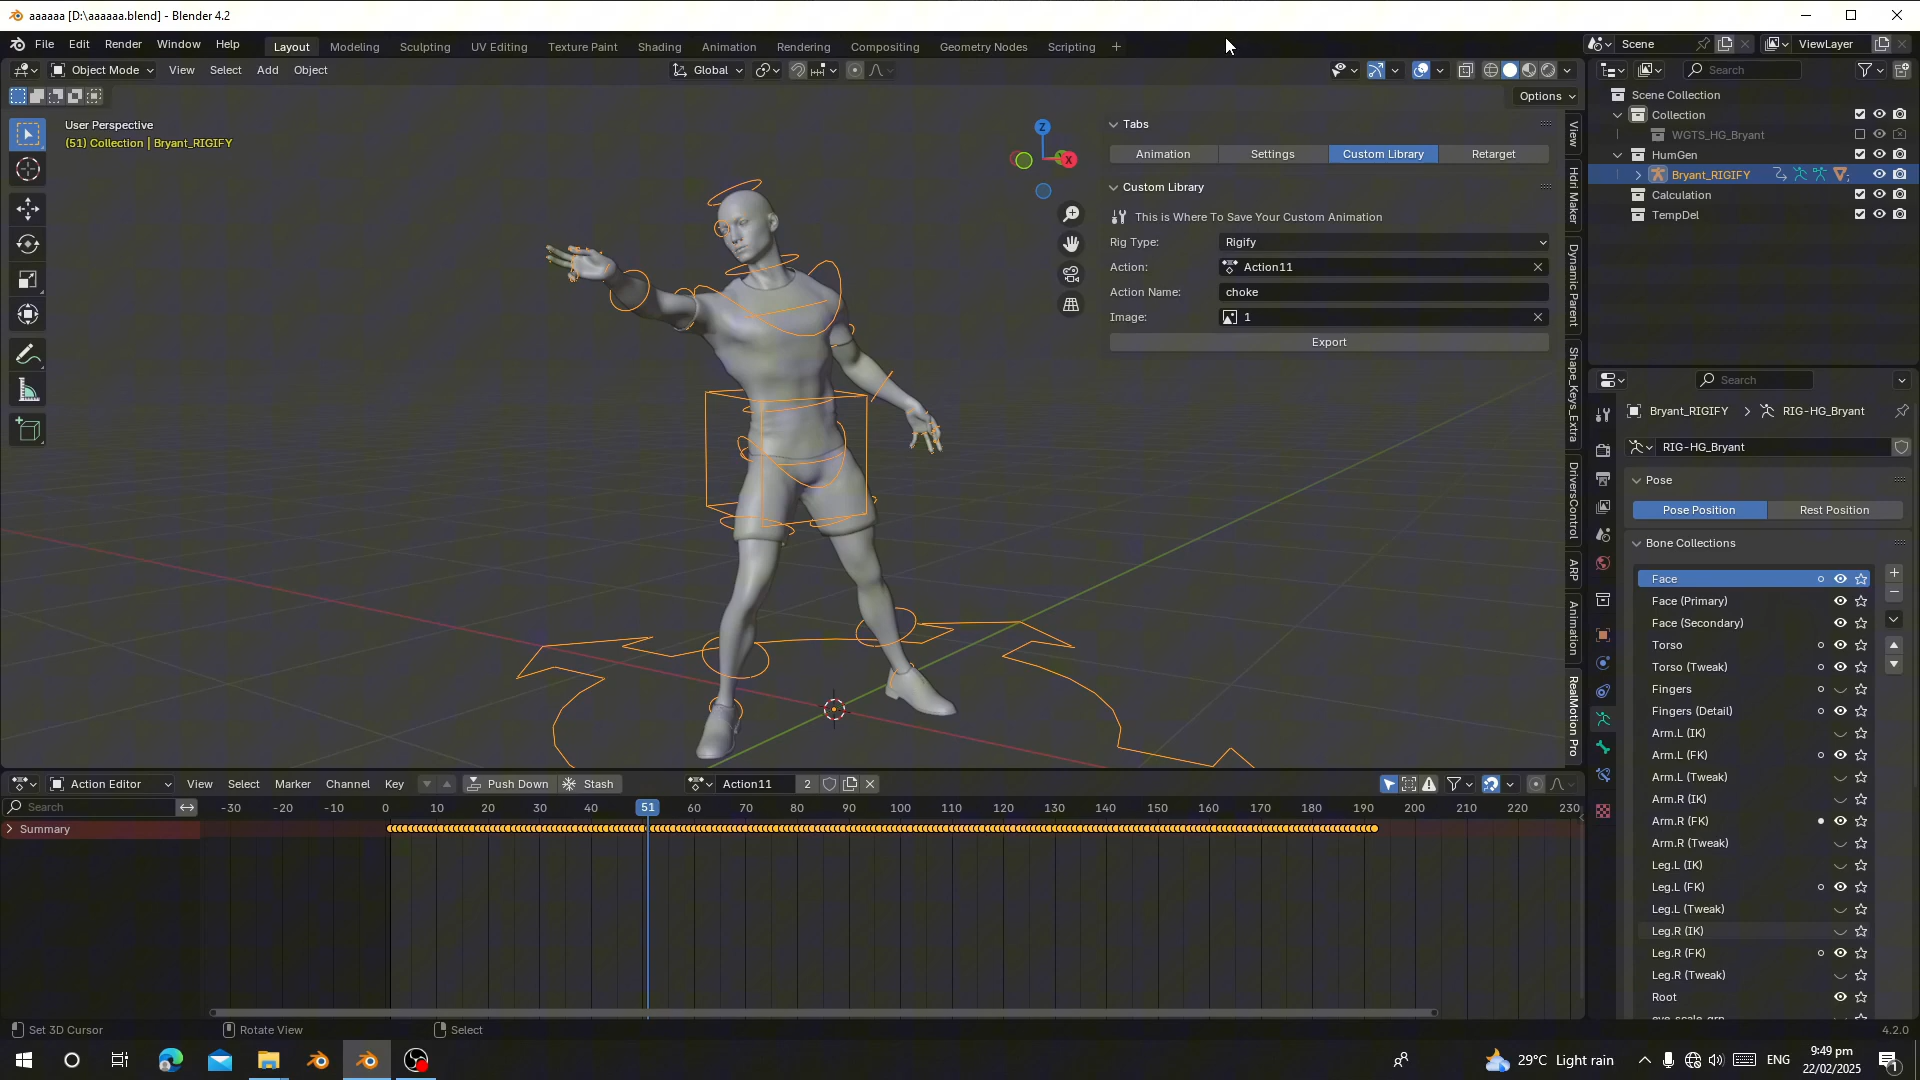 aaaaaa [D:\aaaaaa.blend] - Blender 4.2
File Edit Render Window Help Layout Modeling Sculpting UV Editing Texture Paint Shading Animation Rendering Compositing Geometry Nodes Scripting + Scene ViewLayer
Object Mode View Select Add Object Global Search
Options
User Perspective
(51) Collection | Bryant_RIGIFY
Z
X
Tabs
Animation Settings Custom Library Retarget
Custom Library
This is Where To Save Your Custom Animation
Rig Type: Rigify
Action: Action11
Action Name: choke
Image: 1
Export
View
Hdri Maker
Dynamic Parent
Shape_Keys_Extra
DriversControl
ARP
Animation
RealMotion Pro
Scene Collection
Collection
WGTS_HG_Bryant
HumGen
Bryant_RIGIFY
Calculation
TempDel
Search
Bryant_RIGIFY > RIG-HG_Bryant
RIG-HG_Bryant
Pose
Pose Position Rest Position
Bone Collections
Face
Face (Primary)
Face (Secondary)
Torso
Torso (Tweak)
Fingers
Fingers (Detail)
Arm.L (IK)
Arm.L (FK)
Arm.L (Tweak)
Arm.R (IK)
Arm.R (FK)
Arm.R (Tweak)
Leg.L (IK)
Leg.L (FK)
Leg.L (Tweak)
Leg.R (IK)
Leg.R (FK)
Leg.R (Tweak)
Root
Action Editor View Select Marker Channel Key Push Down Stash Action11 2
Search -30 -20 -10 0 10 20 30 40 51 60 70 80 90 100 110 120 130 140 150 160 170 180 190 200 210 220 230
Summary
Set 3D Cursor Rotate View Select 4.2.0
29°C Light rain ENG 9:49 pm
22/02/2025
1